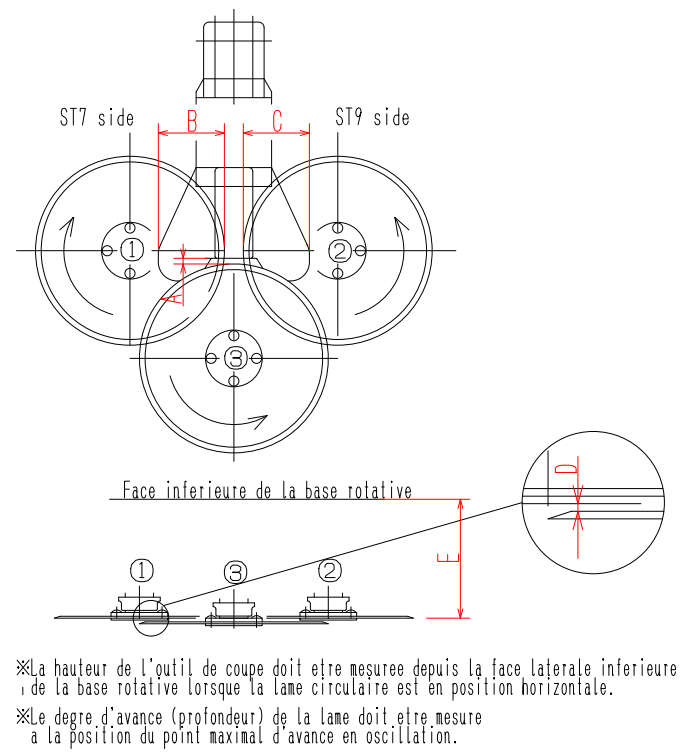 ST7 side
ST9 side
B
C
①
②
A
③
Face inferieure de la base rotative
D
E
①
③
②
※La hauteur de l'outil de coupe doit etre mesuree depuis la face laterale inferieure
de la base rotative lorsque la lame circulaire est en position horizontale.
※Le degre d'avance (profondeur) de la lame doit etre mesure
a la position du point maximal d'avance en oscillation.